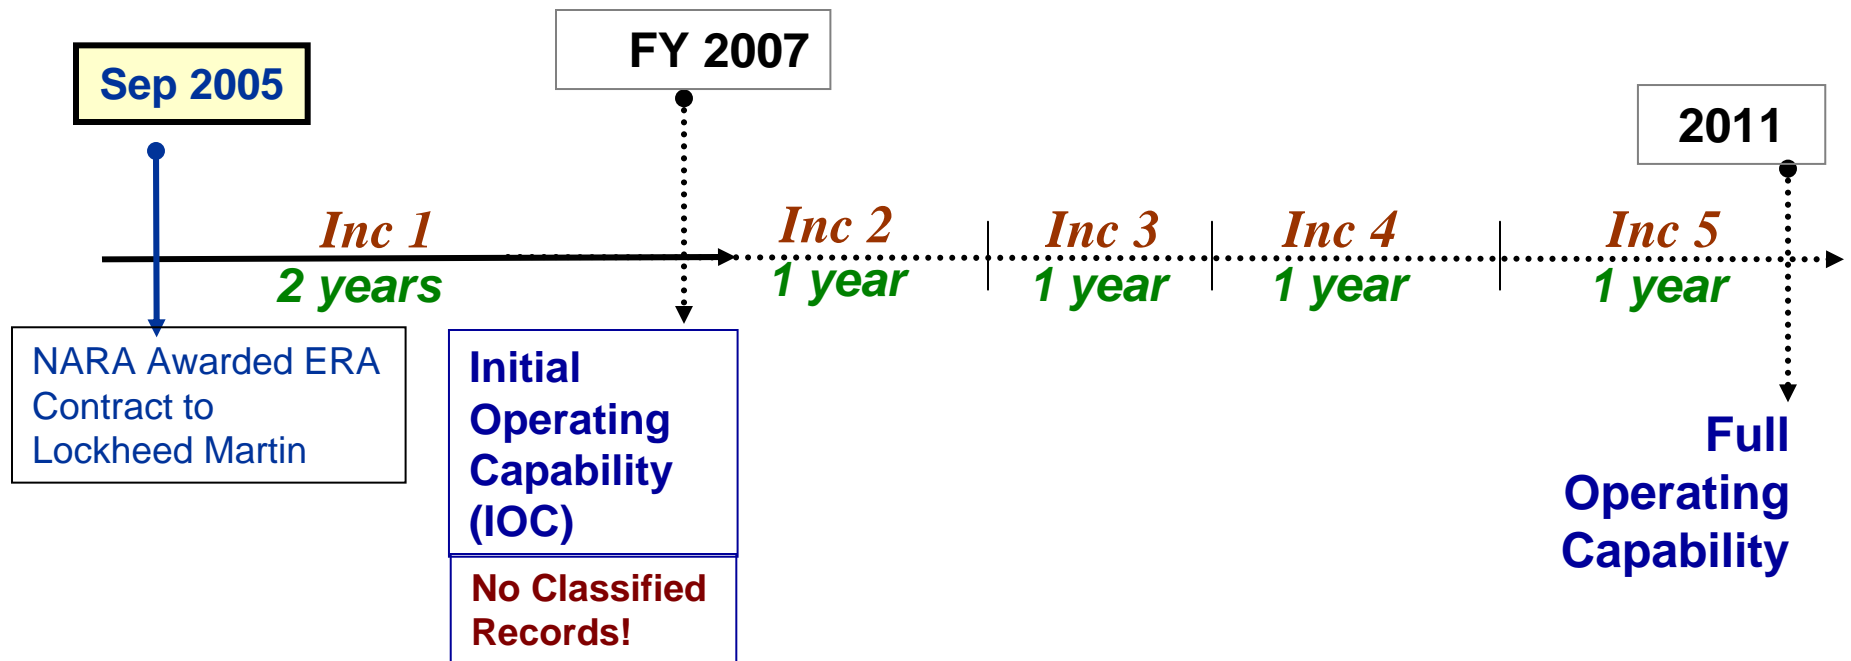 Sep 2005
FY 2007
2011
Inc 1
Inc 2
Inc 3
Inc 4
Inc 5
2 years
1 year
1 year
1 year
1 year
NARA Awarded ERA
Contract to
Lockheed Martin
Initial
Operating
Capability
(IOC)
No Classified
Records!
Full
Operating
Capability